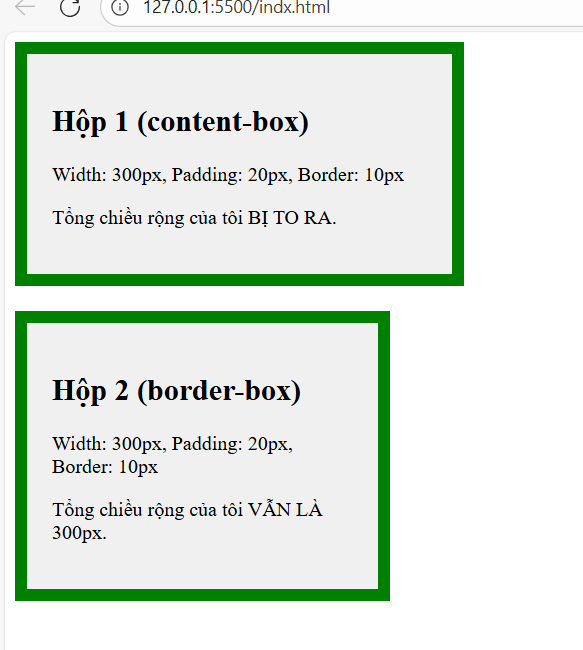 127.0.0.1:5500/indx.html
Hộp 1 (content-box)
Width: 300px, Padding: 20px, Border: 10px
Tổng chiều rộng của tôi BỊ TO RA.
Hộp 2 (border-box)
Width: 300px, Padding: 20px,
Border: 10px
Tổng chiều rộng của tôi VẪN LÀ
300px.